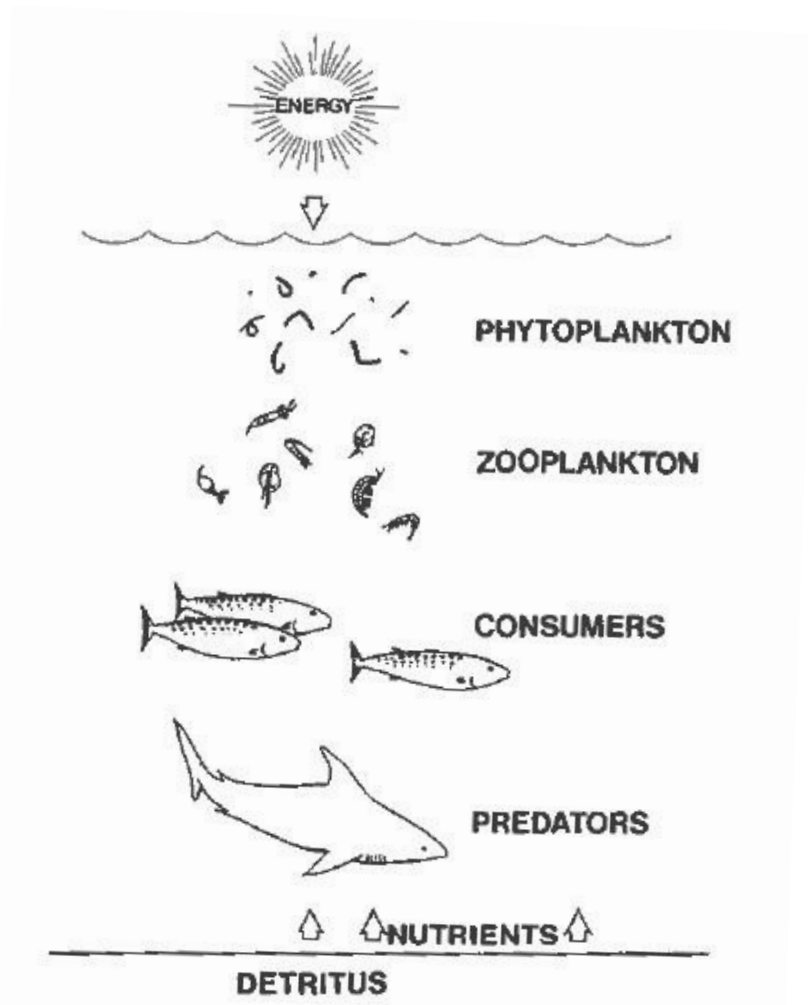 ENERGY
PHYTOPLANKTON
ZOOPLANKTON
CONSUMERS
PREDATORS
NUTRIENTS
DETRITUS